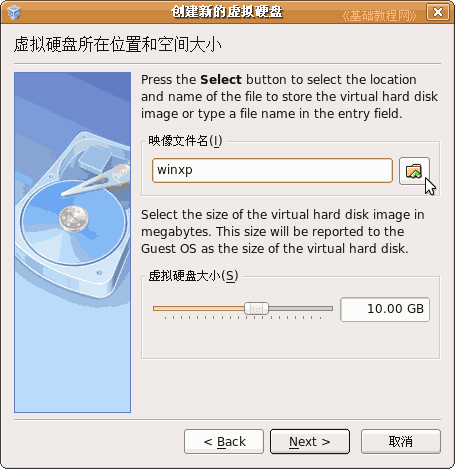 创建新的虚拟硬盘
《基础教程网》
虚拟硬盘所在位置和空间大小
Press the Select button to select the location
and name of the file to store the virtual hard disk
image or type a file name in the entry field.
映像文件名(I)
winxp
Select the size of the virtual hard disk image in
megabytes. This size will be reported to the
Guest OS as the size of the virtual hard disk.
虚拟硬盘大小(S)
10.00 GB
< Back
Next >
取消